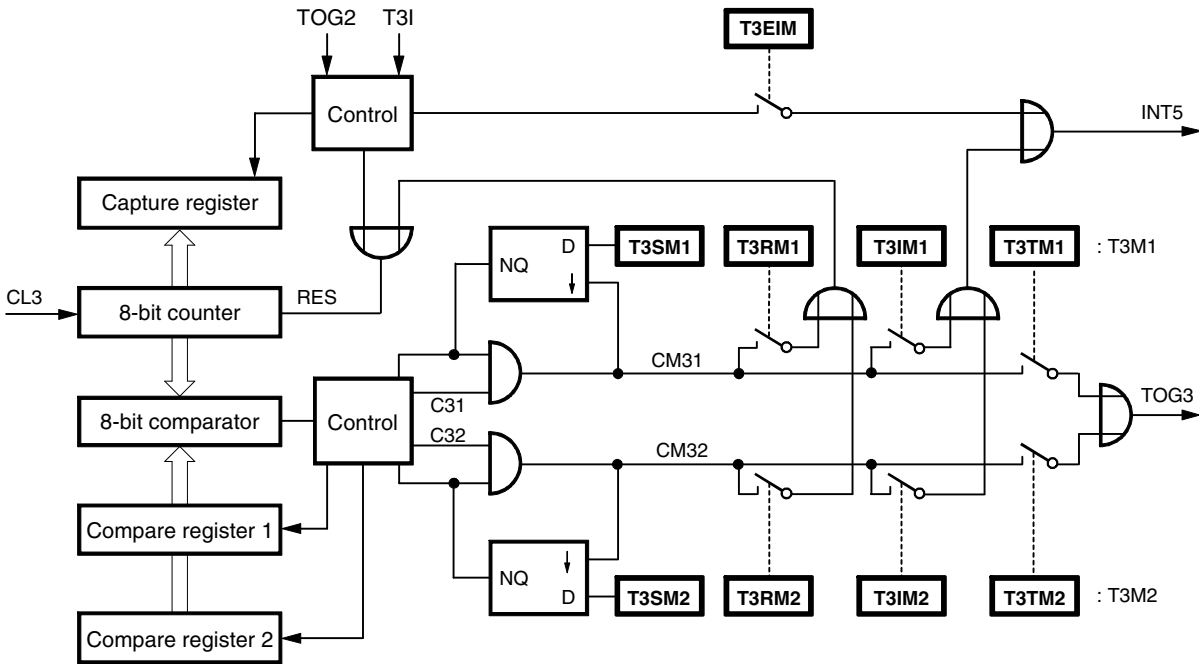 TOG2 T3I
T3EIM
Control
INT5
Capture register
D
T3SM1
T3RM1
T3IM1
T3TM1
: T3M1
NQ
CL3
8-bit counter
RES
CM31
8-bit comparator
Control
C31
C32
TOG3
CM32
Compare register 1
NQ
D
T3SM2
T3RM2
T3IM2
T3TM2
: T3M2
Compare register 2